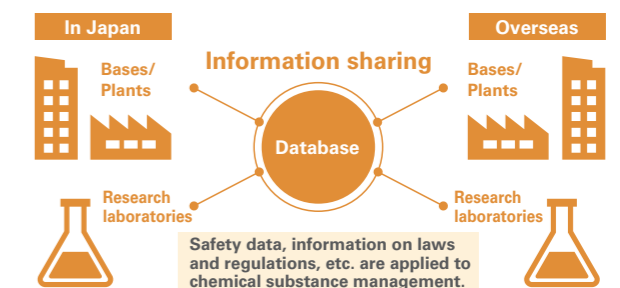 In Japan
Overseas
Information sharing
Bases/
Plants
Bases/
Plants
Database
Research
laboratories
Research
laboratories
Safety data, information on laws
and regulations, etc. are applied to
chemical substance management.